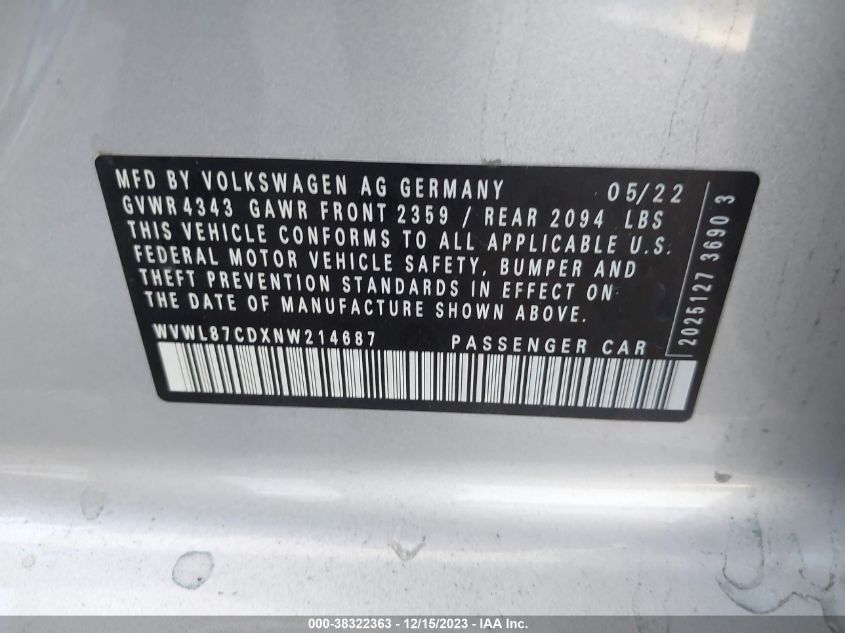 MFD BY VOLKSWAGEN AG GERMANY 05/22
GVWR 4343 GAWR FRONT 2359 / REAR 2094 LBS
THIS VEHICLE CONFORMS TO ALL APPLICABLE U.S.
FEDERAL MOTOR VEHICLE SAFETY, BUMPER AND
THEFT PREVENTION STANDARDS IN EFFECT ON
THE DATE OF MANUFACTURE SHOWN ABOVE.
WVWL87CDXNW214687 PASSENGER CAR
2025127 3690 3
000-38322363 - 12/15/2023 - IAA Inc.